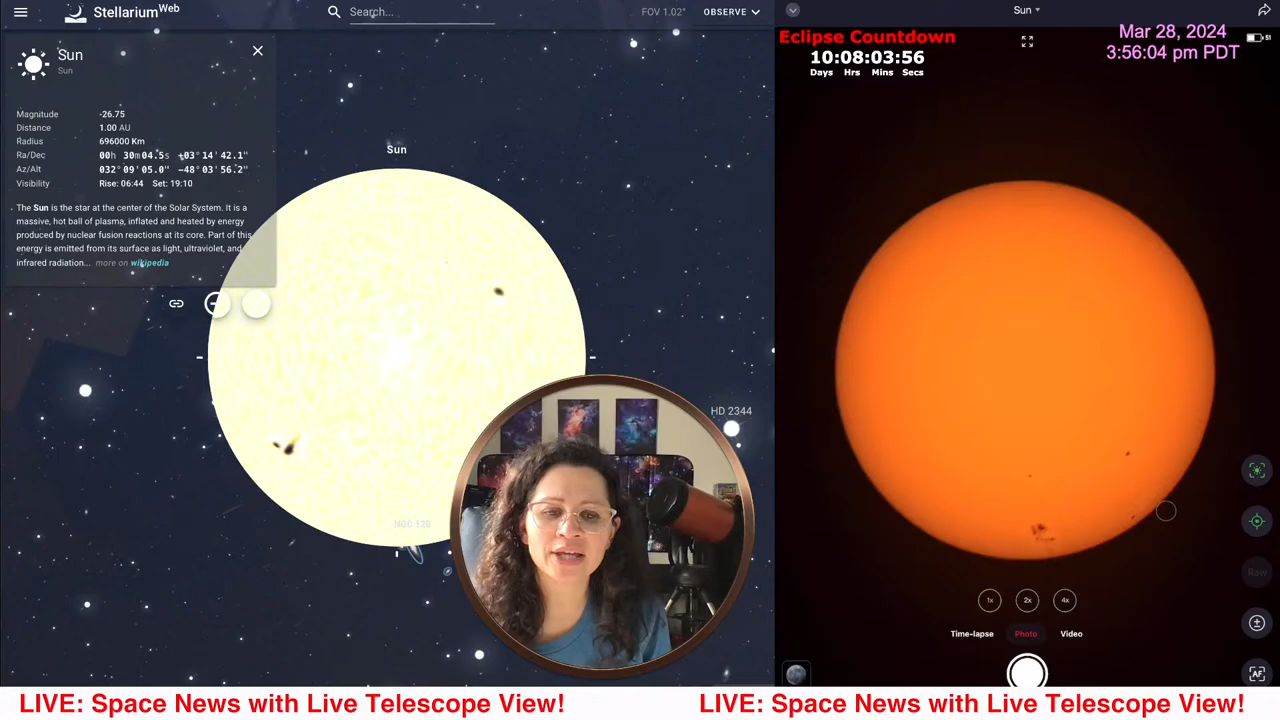 Stellarium Web
Search...
FOV 1.02°
OBSERVE
Sun
Sun
Magnitude -26.75
Distance 1.00 AU
Radius 696000 Km
Ra/Dec 00h 30m04.5s +03°14'42.1"
Az/Alt 032°09'05.0" -48°03'56.2"
Visibility Rise: 06:44 Set: 19:10
The Sun is the star at the center of the Solar System. It is a
massive, hot ball of plasma, inflated and heated by energy
produced by nuclear fusion reactions at its core. Part of this
energy is emitted from its surface as light, ultraviolet, and
infrared radiation... more on wikipedia
Sun
HD 2344
NGC 129
Sun
Eclipse Countdown
10:08:03:56
Days Hrs Mins Secs
Mar 28, 2024
3:56:04 pm PDT
51
1x
2x
4x
Time-lapse
Photo
Video
Raw
AF
LIVE: Space News with Live Telescope View!
LIVE: Space News with Live Telescope View!